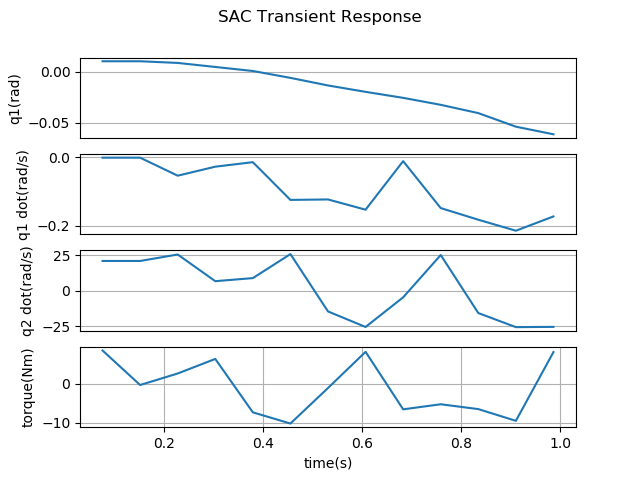 SAC Transient Response
q1(rad)
0.00
−0.05
q1 dot(rad/s)
0.0
−0.2
q2 dot(rad/s)
25
0
−25
torque(Nm)
0
−10
0.2 0.4 0.6 0.8 1.0
time(s)